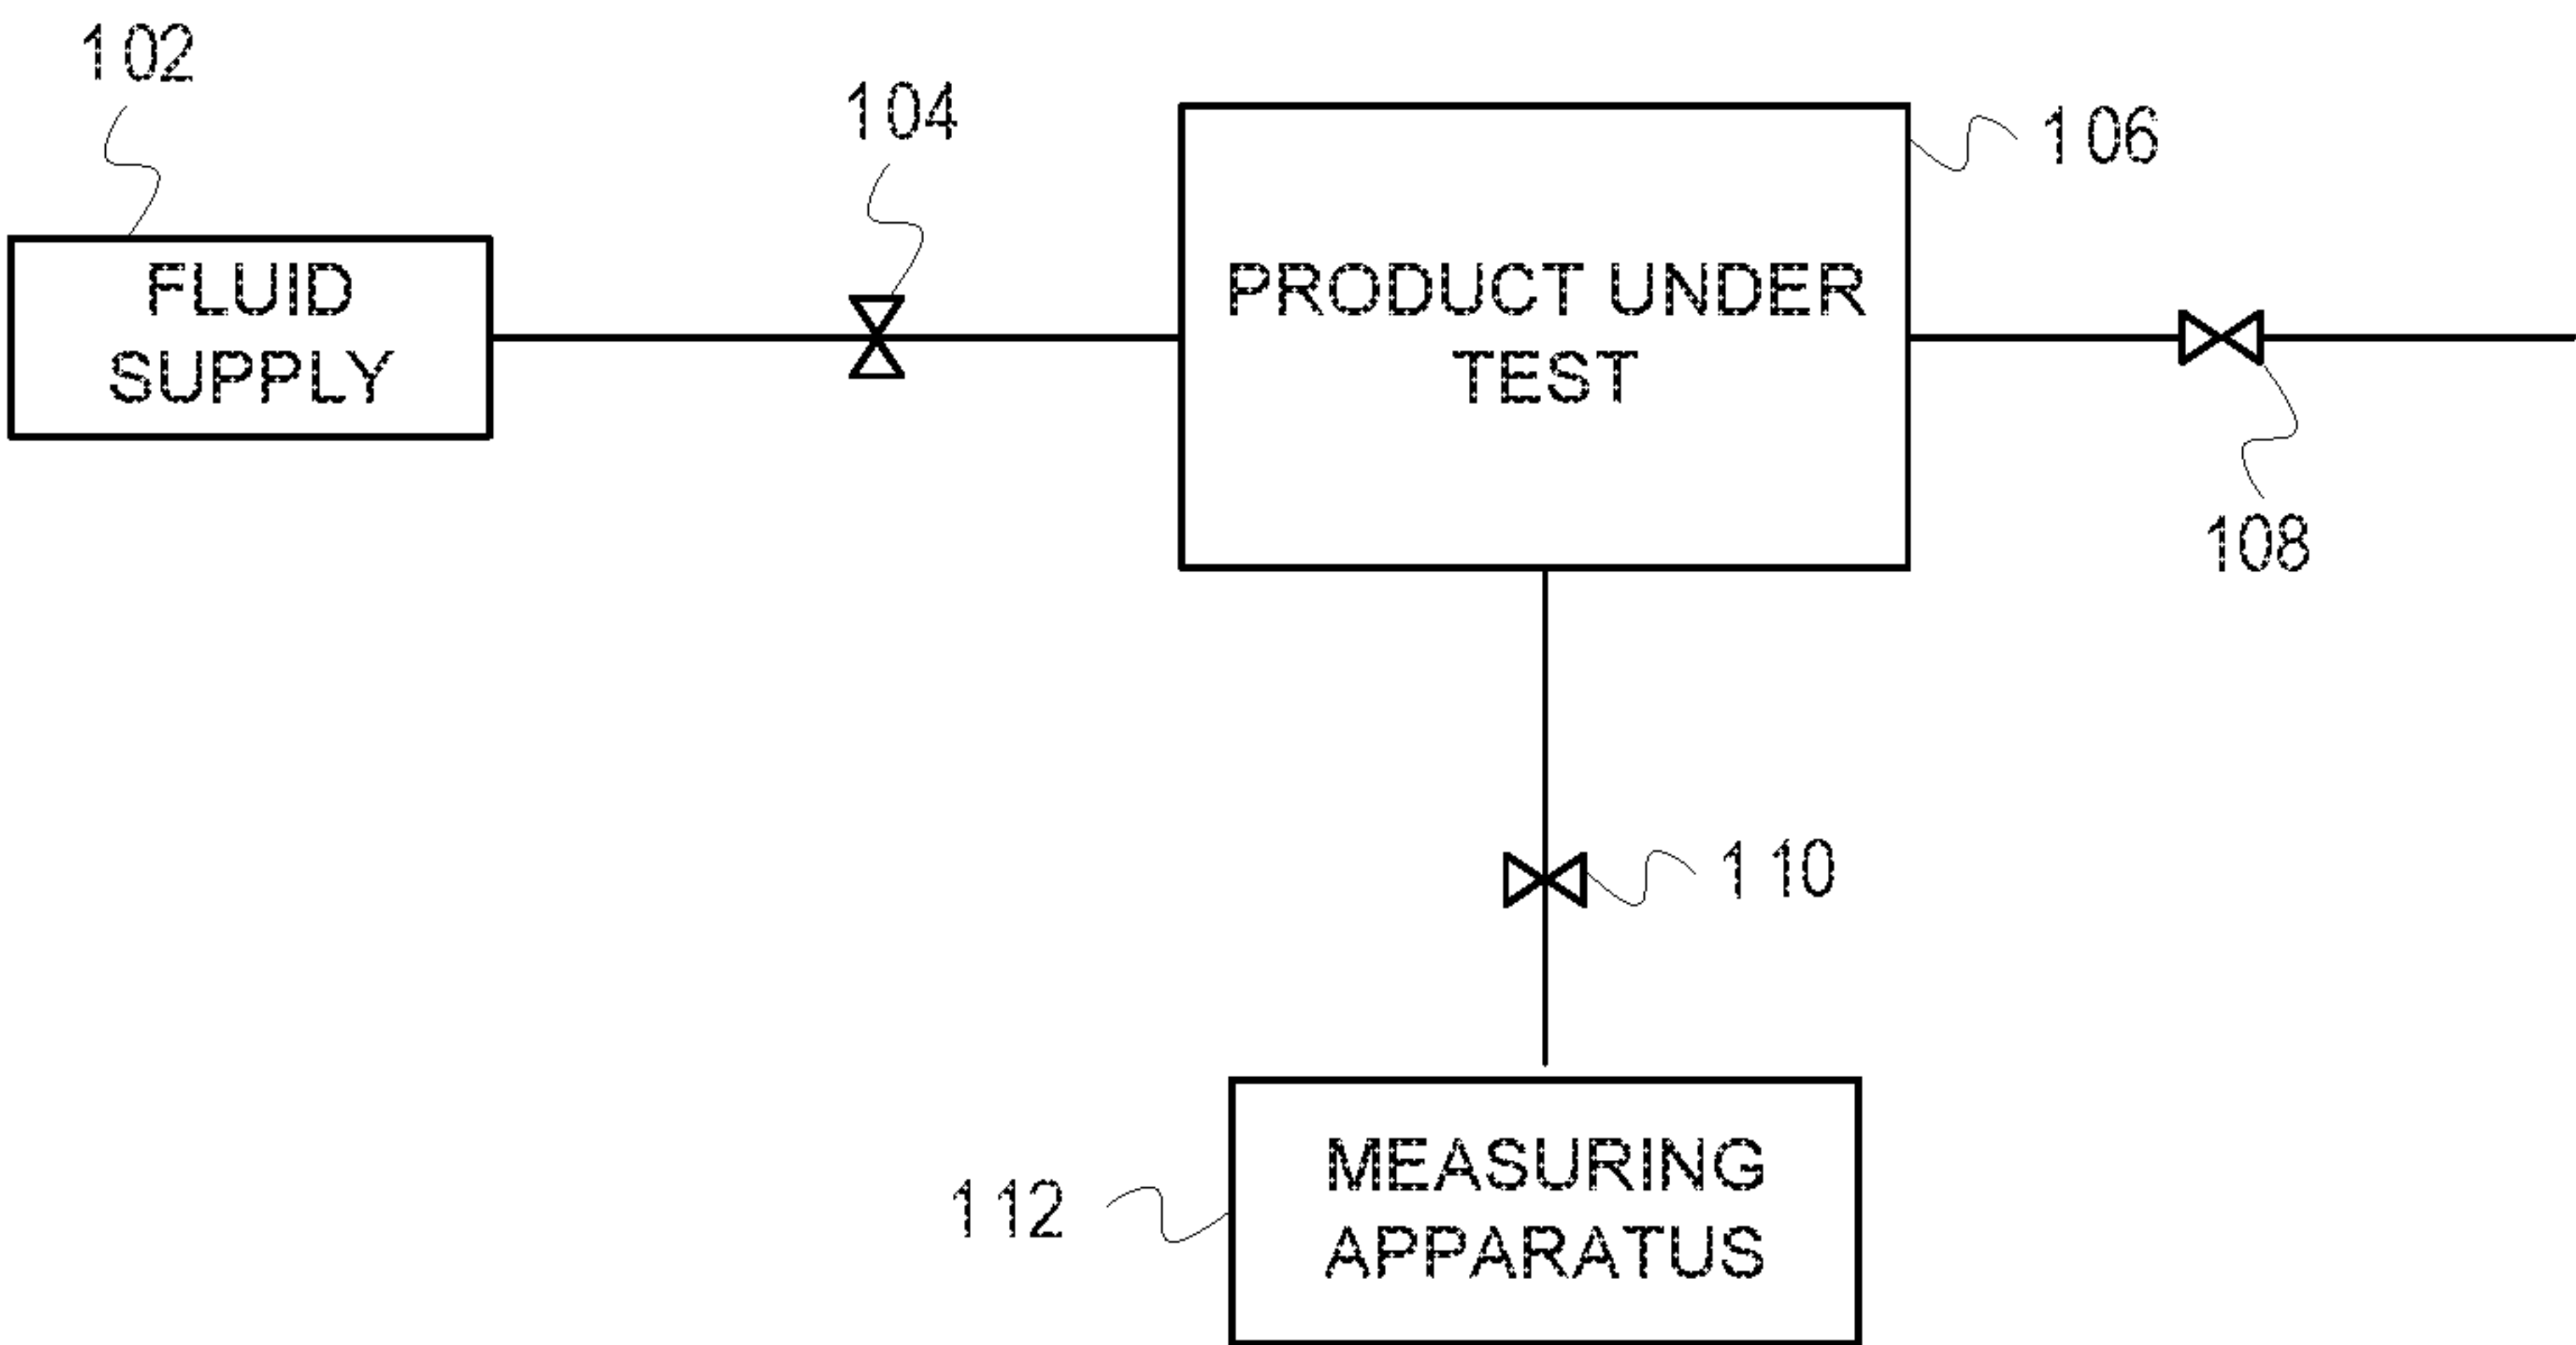 102
104
106
FLUID
SUPPLY
PRODUCT UNDER
TEST
108
110
112
MEASURING
APPARATUS